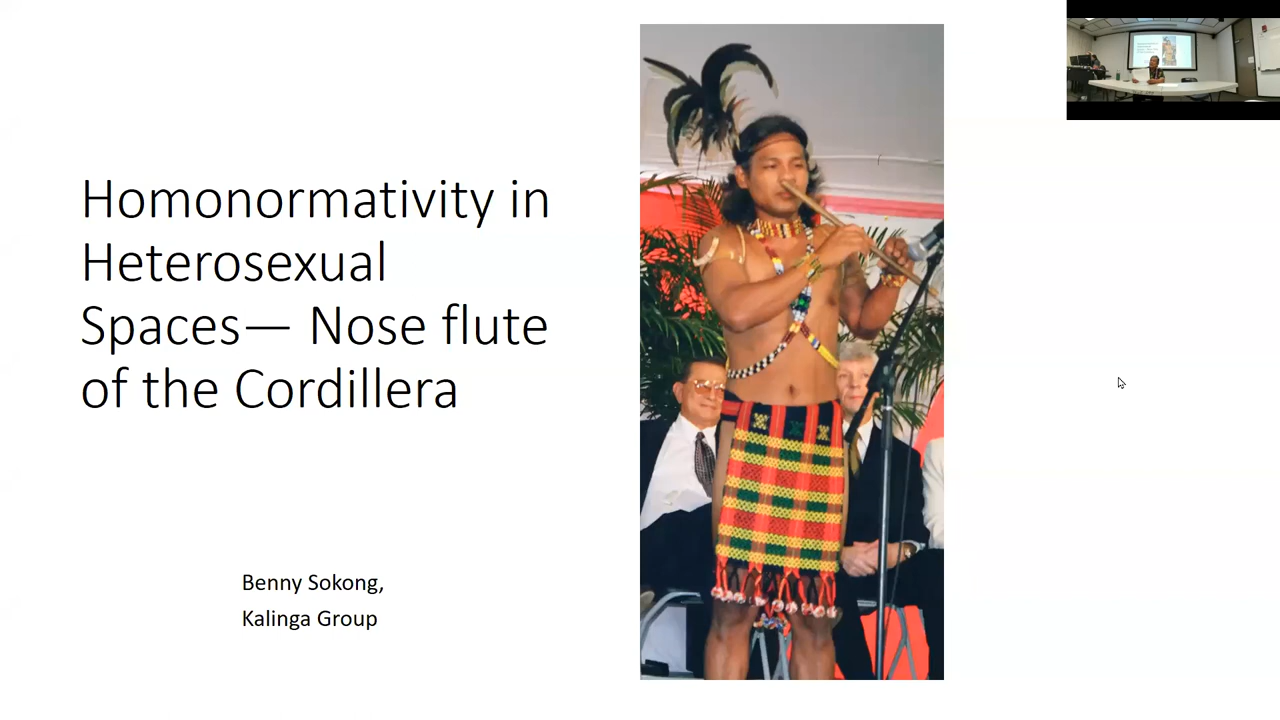 Homonormativity in
Heterosexual
Spaces— Nose flute
of the Cordillera
Benny Sokong,
Kalinga Group